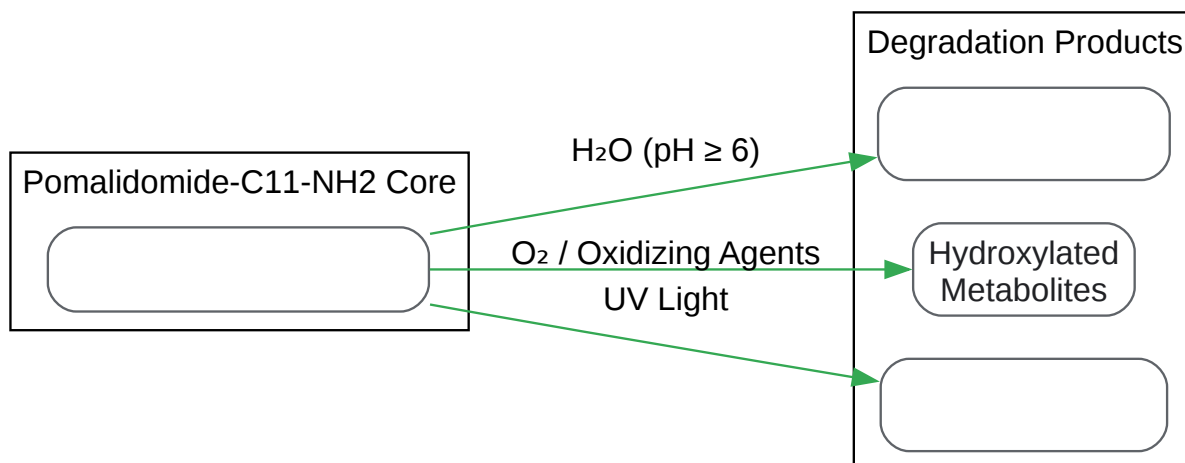 Degradation Products
H₂O (pH ≥ 6)
Pomalidomide-C11-NH2 Core
O₂ / Oxidizing Agents
Hydroxylated
Metabolites
UV Light